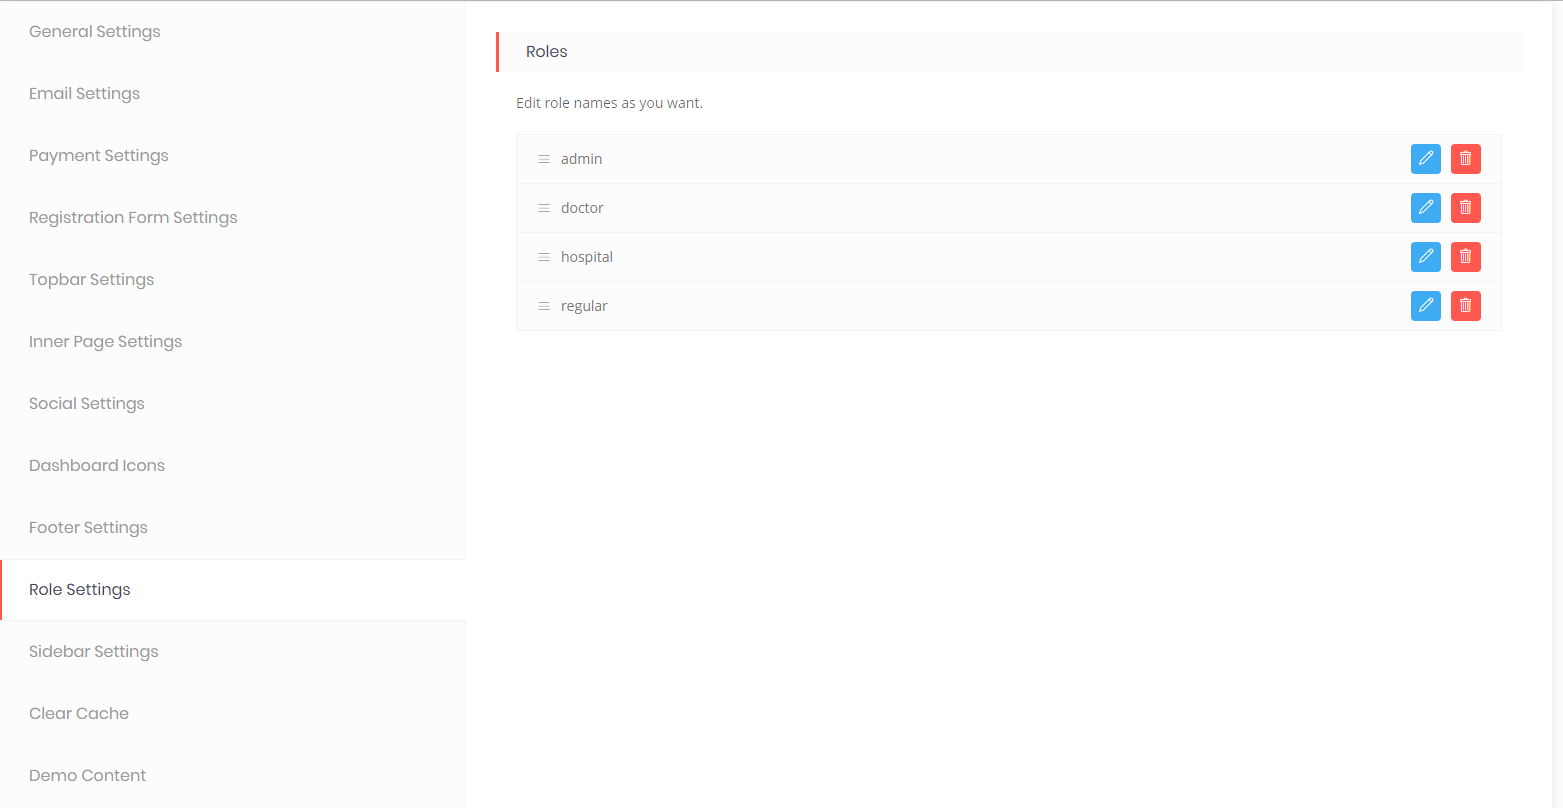 General Settings
Email Settings
Payment Settings
Registration Form Settings
Topbar Settings
Inner Page Settings
Social Settings
Dashboard Icons
Footer Settings
Role Settings
Sidebar Settings
Clear Cache
Demo Content
Roles
Edit role names as you want.
admin
doctor
hospital
regular